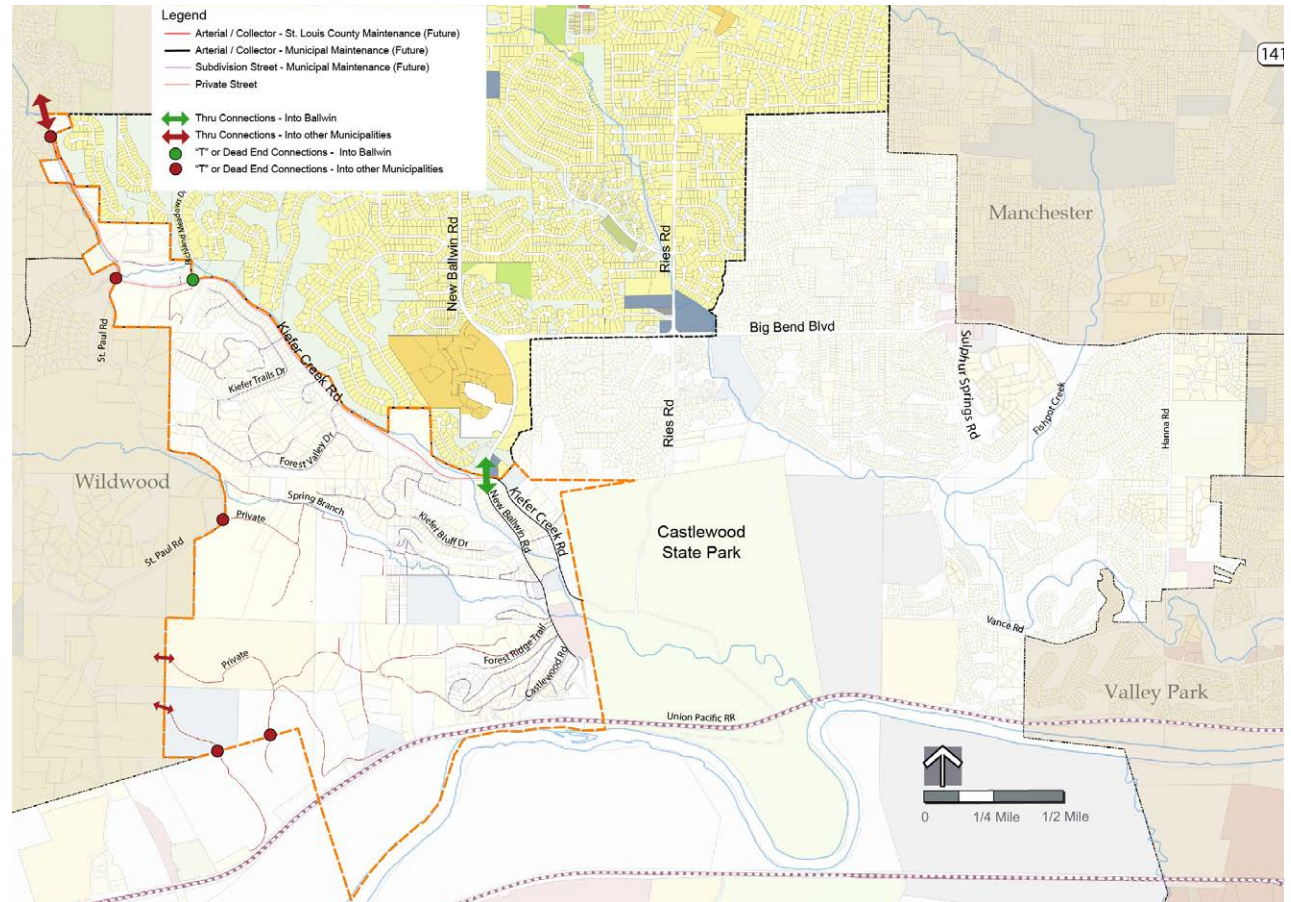 Legend
Arterial / Collector - St. Louis County Maintenance (Future)
Arterial / Collector - Municipal Maintenance (Future)
Subdivision Street - Municipal Maintenance (Future)
Private Street
Thru Connections - Into Ballwin
Thru Connections - Into other Municipalities
"T" or Dead End Connections - Into Ballwin
"T" or Dead End Connections - Into other Municipalities
141
Manchester
New Ballwin Rd
Ries Rd
Big Bend Blvd
Sulphur Springs Rd
Fishpot Creek
Hanna Rd
St. Paul Rd
Kiefer Creek Rd
Kiefer Trails Dr
Forest Valley Dr
Ries Rd
Wildwood
Spring Branch
Private
St. Paul Rd
Kiefer Bluff Dr
New Ballwin Rd
Kiefer Creek Rd
Castlewood
State Park
Vance Rd
Valley Park
Private
Forest Ridge Trail
Castlewood Rd
Union Pacific RR
0 1/4 Mile 1/2 Mile